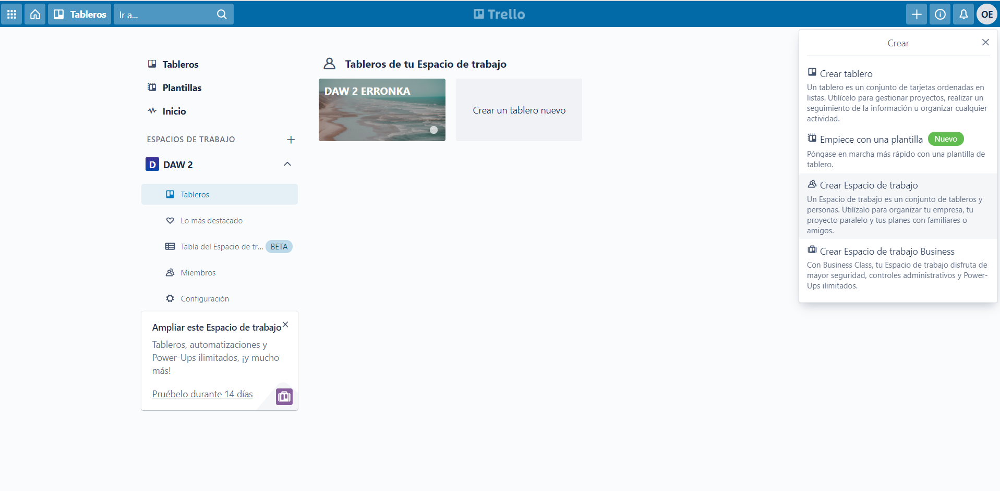 Tableros
Ir a...
Trello
OE
Tableros
Plantillas
Inicio
ESPACIOS DE TRABAJO
D DAW 2
Tableros
Lo más destacado
Tabla del Espacio de tr... BETA
Miembros
Configuración
Ampliar este Espacio de trabajo
Tableros, automatizaciones y
Power-Ups ilimitados, ¡y mucho
más!
Pruébelo durante 14 días
Tableros de tu Espacio de trabajo
DAW 2 ERRONKA
Crear un tablero nuevo
Crear
Crear tablero
Un tablero es un conjunto de tarjetas ordenadas en
listas. Utilícelo para gestionar proyectos, realizar un
seguimiento de la información u organizar cualquier
actividad.
Empiece con una plantilla Nuevo
Póngase en marcha más rápido con una plantilla de
tablero.
Crear Espacio de trabajo
Un Espacio de trabajo es un conjunto de tableros y
personas. Utilízalo para organizar tu empresa, tu
proyecto paralelo y tus planes con familiares o
amigos.
Crear Espacio de trabajo Business
Con Business Class, tu Espacio de trabajo disfruta de
mayor seguridad, controles administrativos y Power-
Ups ilimitados.